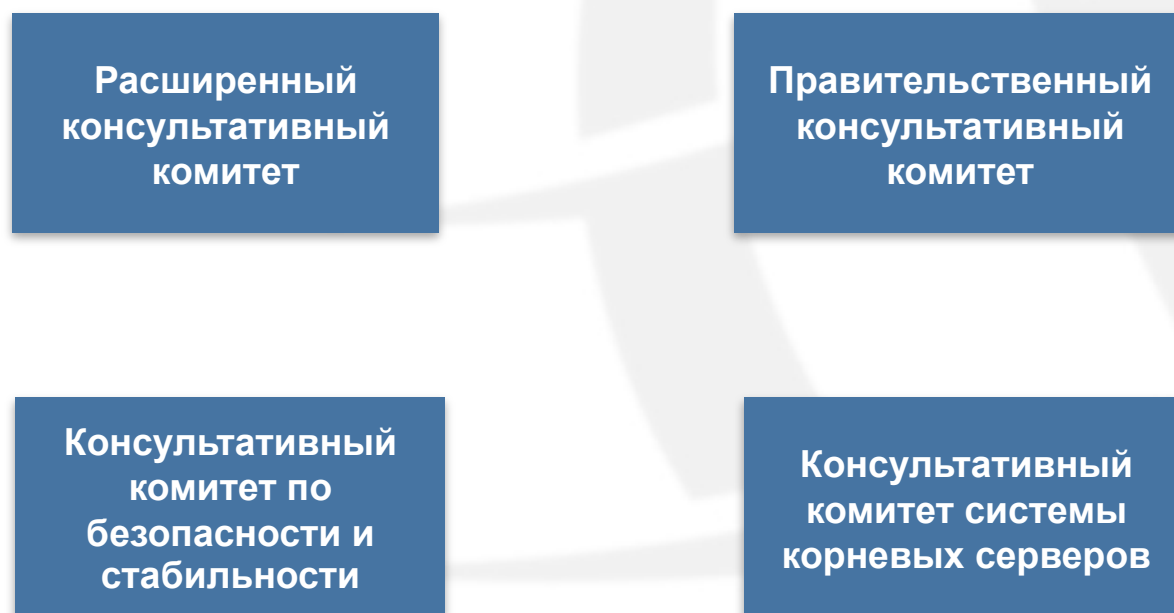 Расширенный
консультативный
комитет
Правительственный
консультативный
комитет
Консультативный
комитет по
безопасности и
стабильности
Консультативный
комитет системы
корневых серверов